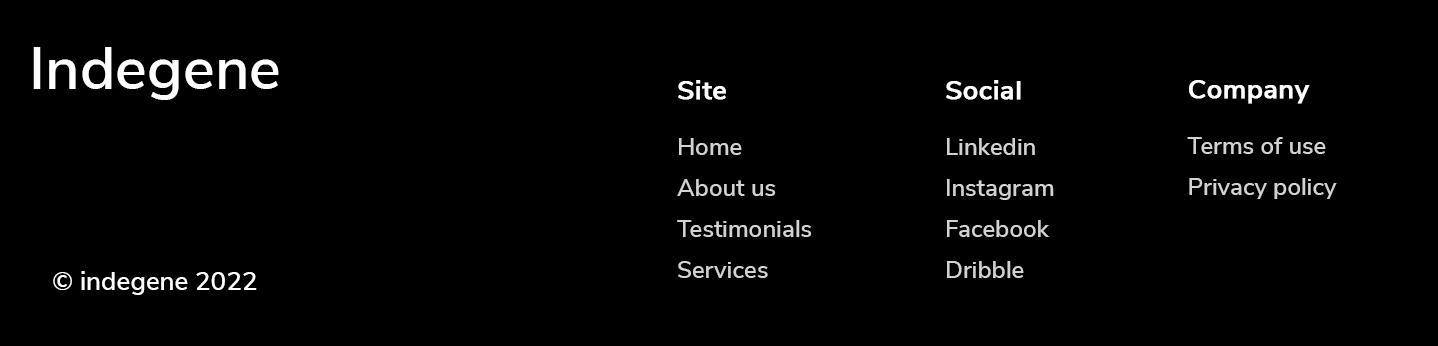 Indegene
© indegene 2022
Site
Home
About us
Testimonials
Services
Social
Linkedin
Instagram
Facebook
Dribble
Company
Terms of use
Privacy policy